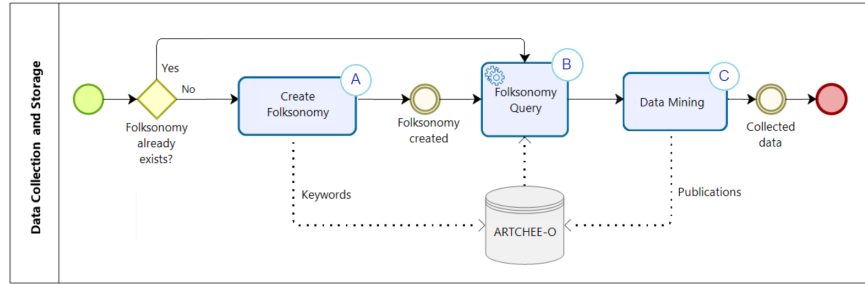 Data Collection and Storage
Yes
No
Folksonomy
already
exists?
A
Create
Folksonomy
Folksonomy
created
B
Folksonomy
Query
C
Data Mining
Collected
data
Keywords
Publications
ARTCHEE-O